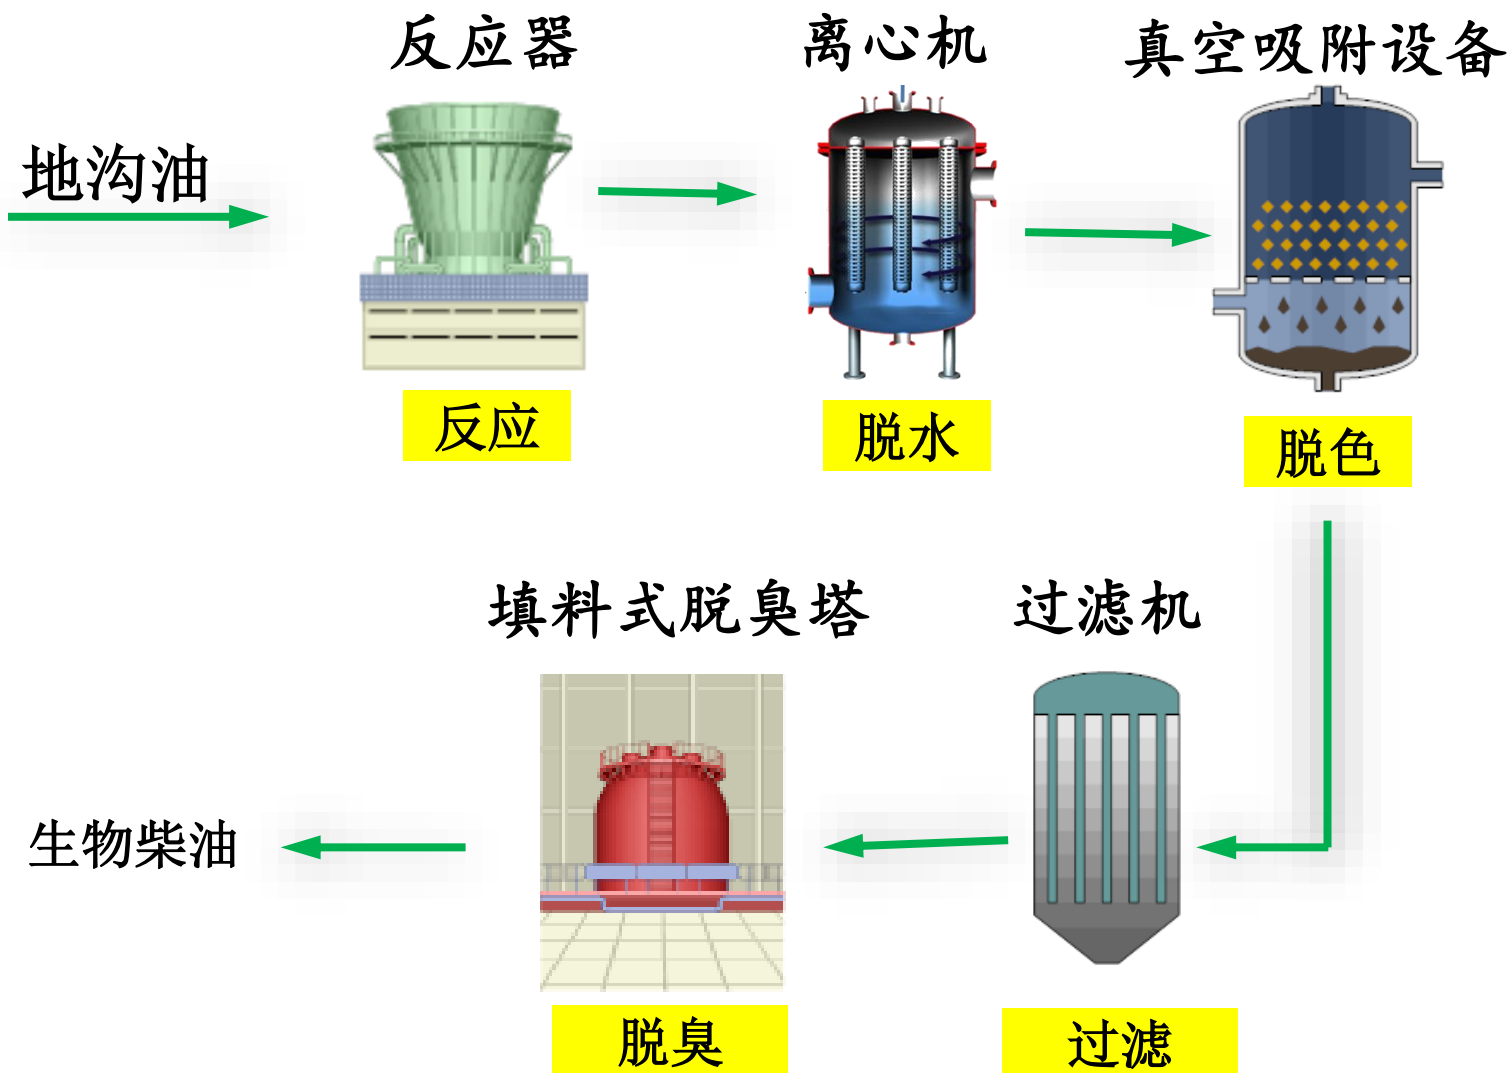 反应器
离心机
真空吸附设备
地沟油
反应
脱水
脱色
填料式脱臭塔
过滤机
生物柴油
脱臭
过滤